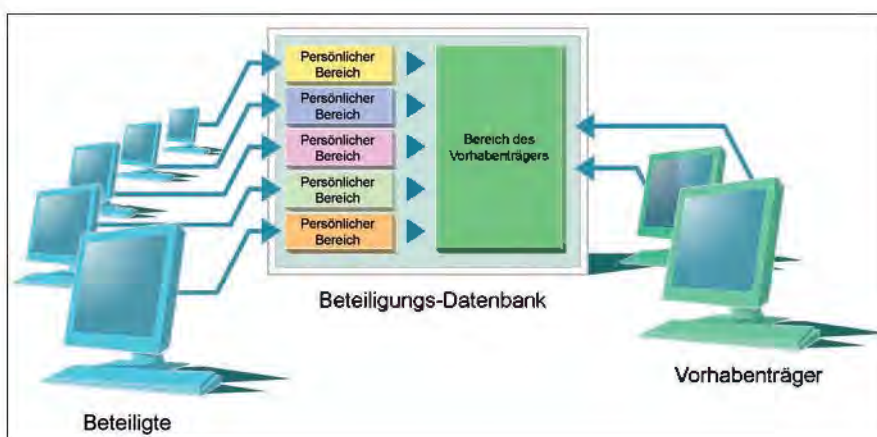 Persönlicher
Bereich
Persönlicher
Bereich
Persönlicher
Bereich
Persönlicher
Bereich
Persönlicher
Bereich
Bereich des
Vorhabenträgers
Beteiligungs-Datenbank
Beteiligte
Vorhabenträger